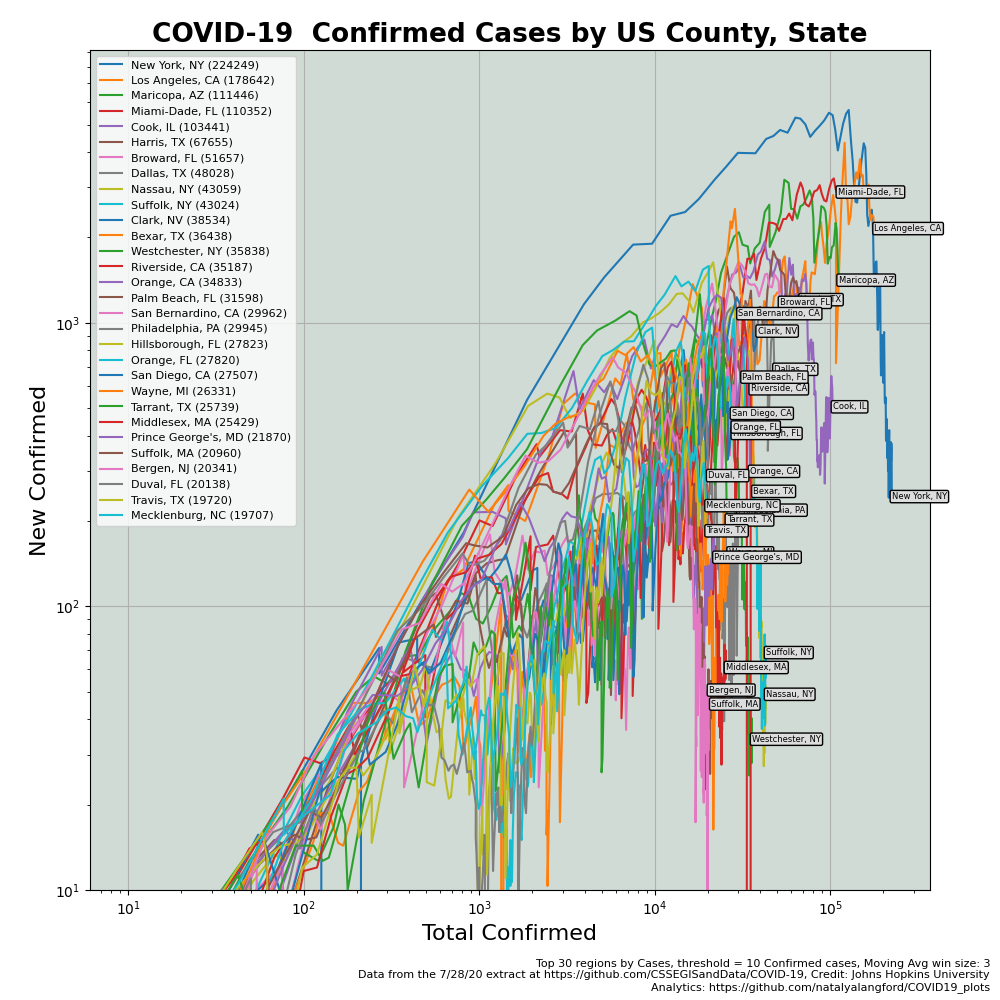 COVID-19  Confirmed Cases by US County, State
New York, NY (224249)
Los Angeles, CA (178642)
Maricopa, AZ (111446)
Miami-Dade, FL (110352)
Cook, IL (103441)
Harris, TX (67655)
Broward, FL (51657)
Dallas, TX (48028)
Nassau, NY (43059)
Suffolk, NY (43024)
Clark, NV (38534)
Bexar, TX (36438)
Westchester, NY (35838)
Riverside, CA (35187)
Orange, CA (34833)
Palm Beach, FL (31598)
San Bernardino, CA (29962)
Philadelphia, PA (29945)
Hillsborough, FL (27823)
Orange, FL (27820)
San Diego, CA (27507)
Wayne, MI (26331)
Tarrant, TX (25739)
Middlesex, MA (25429)
Prince George's, MD (21870)
Suffolk, MA (20960)
Bergen, NJ (20341)
Duval, FL (20138)
Travis, TX (19720)
Mecklenburg, NC (19707)
Miami-Dade, FL
Los Angeles, CA
Maricopa, AZ
Broward, FL
TX
San Bernardino, CA
Clark, NV
Dallas, TX
Palm Beach, FL
Riverside, CA
Cook, IL
San Diego, CA
Orange, FL
Hillsborough, FL
Duval, FL
Orange, CA
Bexar, TX
New York, NY
Mecklenburg, NC
PA
Tarrant, TX
Travis, TX
Prince George's, MD
Suffolk, NY
Middlesex, MA
Bergen, NJ
Nassau, NY
Suffolk, MA
Westchester, NY
New Confirmed
10³
10²
10¹
10¹
10²
10³
10⁴
10⁵
Total Confirmed
Top 30 regions by Cases, threshold = 10 Confirmed cases, Moving Avg win size: 3
Data from the 7/28/20 extract at https://github.com/CSSEGISandData/COVID-19, Credit: Johns Hopkins University
Analytics: https://github.com/natalyalangford/COVID19_plots